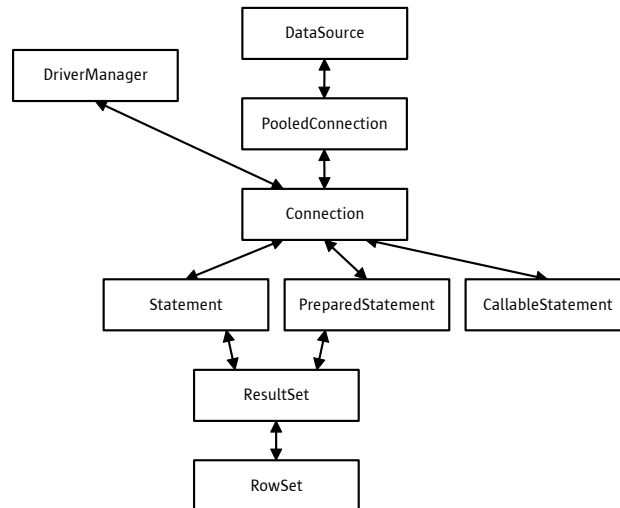 DataSource
DriverManager
PooledConnection
Connection
Statement
PreparedStatement
CallableStatement
ResultSet
RowSet